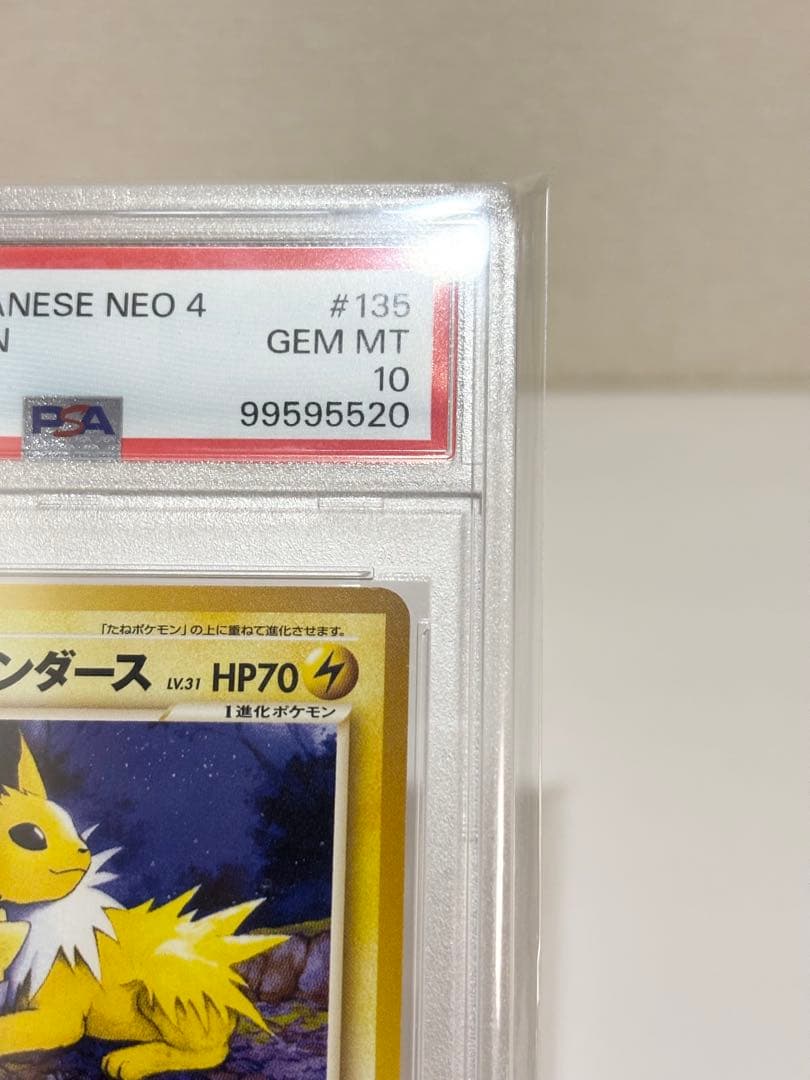 ANESE NEO 4 #135
N GEM MT
10
PSA 99595520
「たねポケモン」の上に重ねて進化させます。
ンダース LV.31 HP70
1進化ポケモン